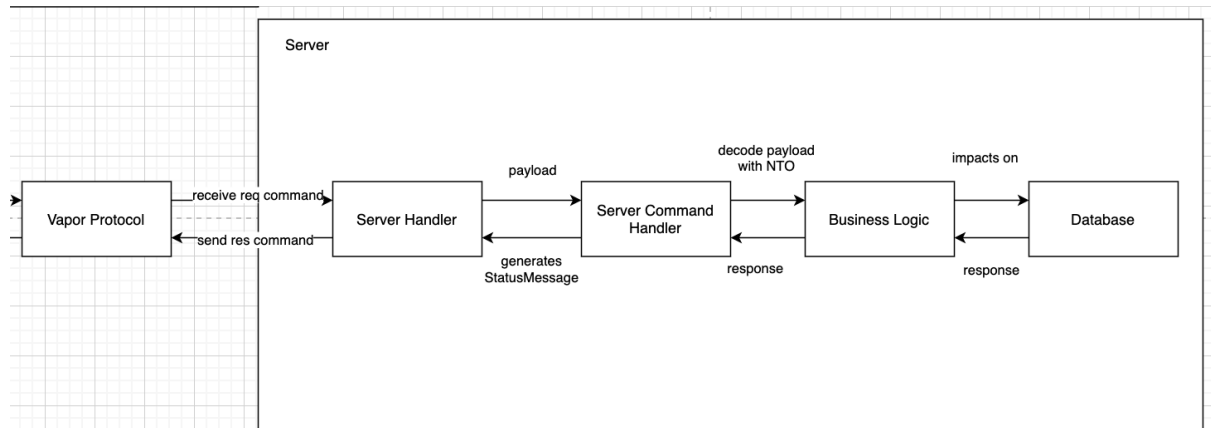 Server
decode payload
with NTO
impacts on
payload
receive req command
Vapor Protocol
Server Handler
Server Command
Handler
Business Logic
Database
send res command
generates
StatusMessage
response
response